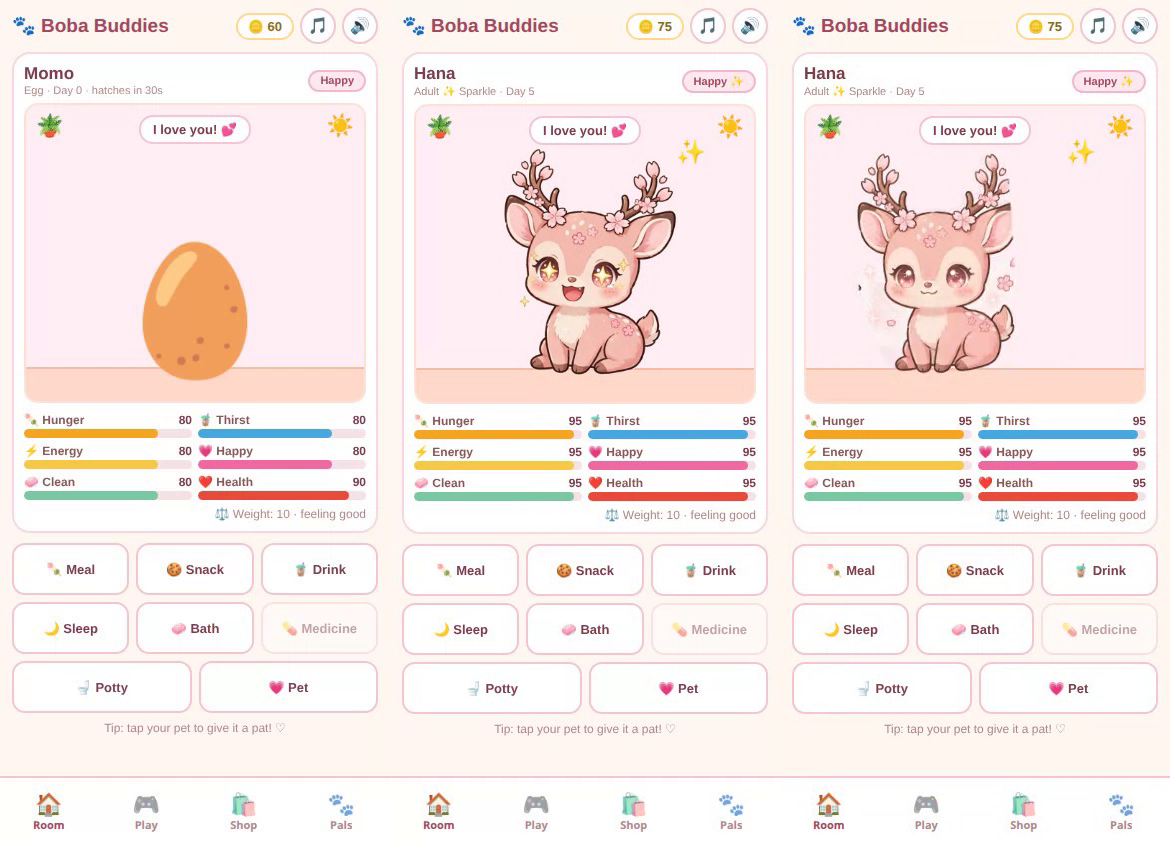 Boba Buddies
60
Momo
Egg · Day 0 · hatches in 30s
Happy
I love you!
Hunger 80
Thirst 80
Energy 80
Happy 80
Clean 80
Health 90
Weight: 10 · feeling good
Meal
Snack
Drink
Sleep
Bath
Medicine
Potty
Pet
Tip: tap your pet to give it a pat! ♡
Room
Play
Shop
Pals
Boba Buddies
75
Hana
Adult ✨ Sparkle · Day 5
Happy ✨
I love you!
Hunger 95
Thirst 95
Energy 95
Happy 95
Clean 95
Health 95
Weight: 10 · feeling good
Meal
Snack
Drink
Sleep
Bath
Medicine
Potty
Pet
Tip: tap your pet to give it a pat! ♡
Room
Play
Shop
Pals
Boba Buddies
75
Hana
Adult ✨ Sparkle · Day 5
Happy ✨
I love you!
Hunger 95
Thirst 95
Energy 95
Happy 95
Clean 95
Health 95
Weight: 10 · feeling good
Meal
Snack
Drink
Sleep
Bath
Medicine
Potty
Pet
Tip: tap your pet to give it a pat! ♡
Room
Play
Shop
Pals